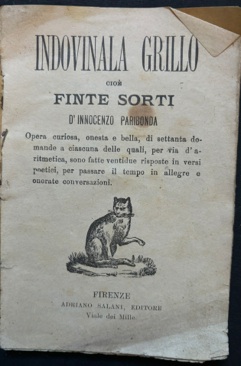 INDOVINALA GRILLO
CIOÈ
FINTE SORTI
D'INNOCENZO PARIBONDA
Opera curiosa, onesta e bella, di settanta do-
mande a ciascuna delle quali, per via d'a-
ritmetica, sono fatte ventidue risposte in versi
poetici, per passare il tempo in allegre e
onorate conversazioni.
FIRENZE
ADRIANO SALANI, EDITORE
Viale dei Mille.